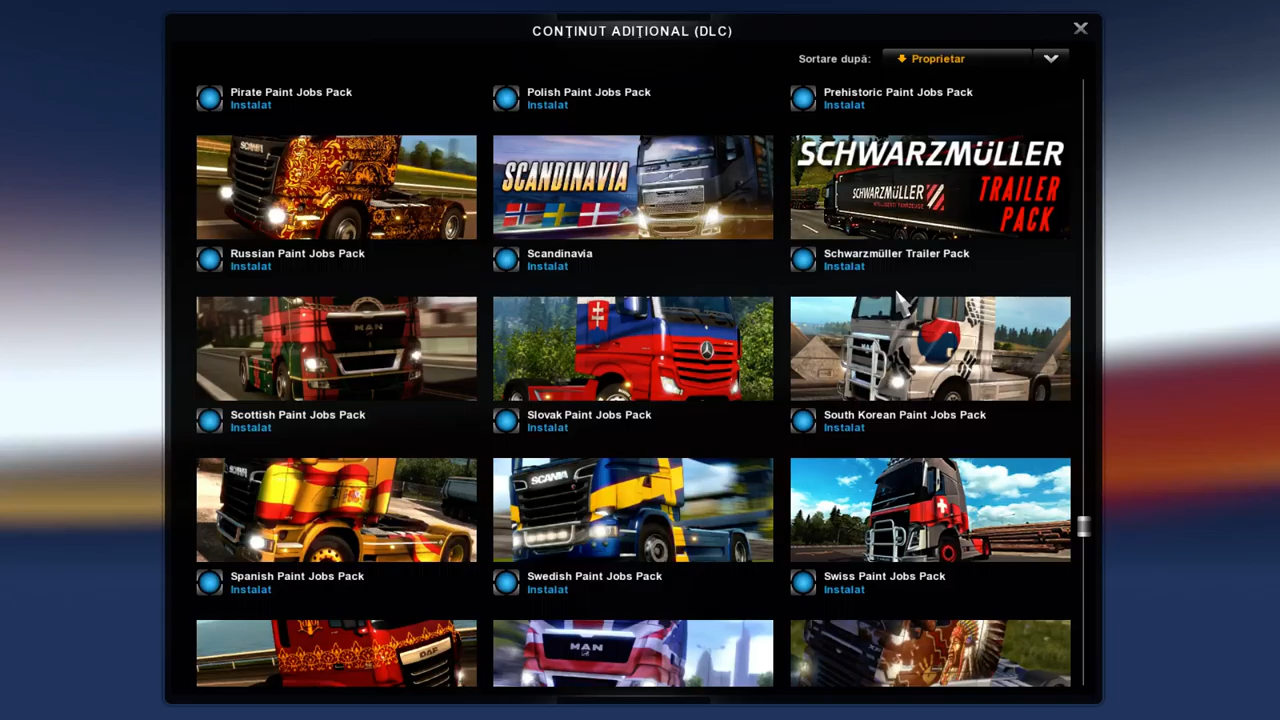 CONȚINUT ADIȚIONAL (DLC)
Sortare după: Proprietar
Pirate Paint Jobs Pack
Instalat
Polish Paint Jobs Pack
Instalat
Prehistoric Paint Jobs Pack
Instalat
SCANIA
SCANDINAVIA
SCHWARZMÜLLER
SCHWARZMÜLLER
TRAILER
PACK
Russian Paint Jobs Pack
Instalat
Scandinavia
Instalat
Schwarzmüller Trailer Pack
Instalat
MAN
Scottish Paint Jobs Pack
Instalat
Slovak Paint Jobs Pack
Instalat
South Korean Paint Jobs Pack
Instalat
SCANIA
SCANIA
Spanish Paint Jobs Pack
Instalat
Swedish Paint Jobs Pack
Instalat
Swiss Paint Jobs Pack
Instalat
DAF
MAN